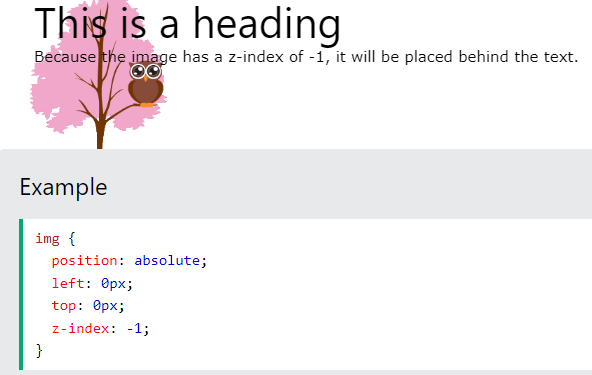 This is a heading
Because the image has a z-index of -1, it will be placed behind the text.
Example
img {
  position: absolute;
  left: 0px;
  top: 0px;
  z-index: -1;
}